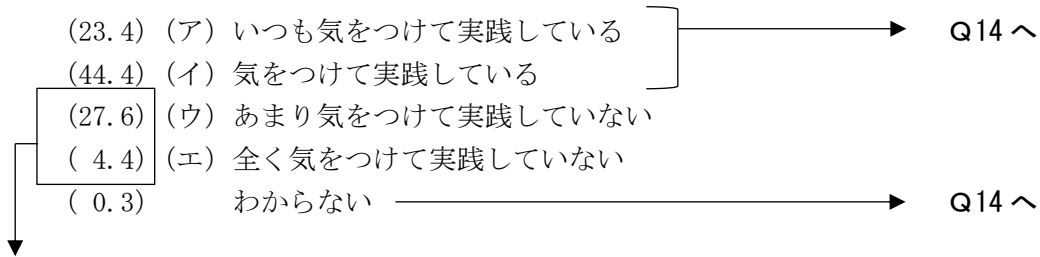 (23.4) (ア) いつも気をつけて実践している Q14 へ
(44.4) (イ) 気をつけて実践している
(27.6) (ウ) あまり気をつけて実践していない
( 4.4) (エ) 全く気をつけて実践していない
( 0.3) わからない Q14 へ